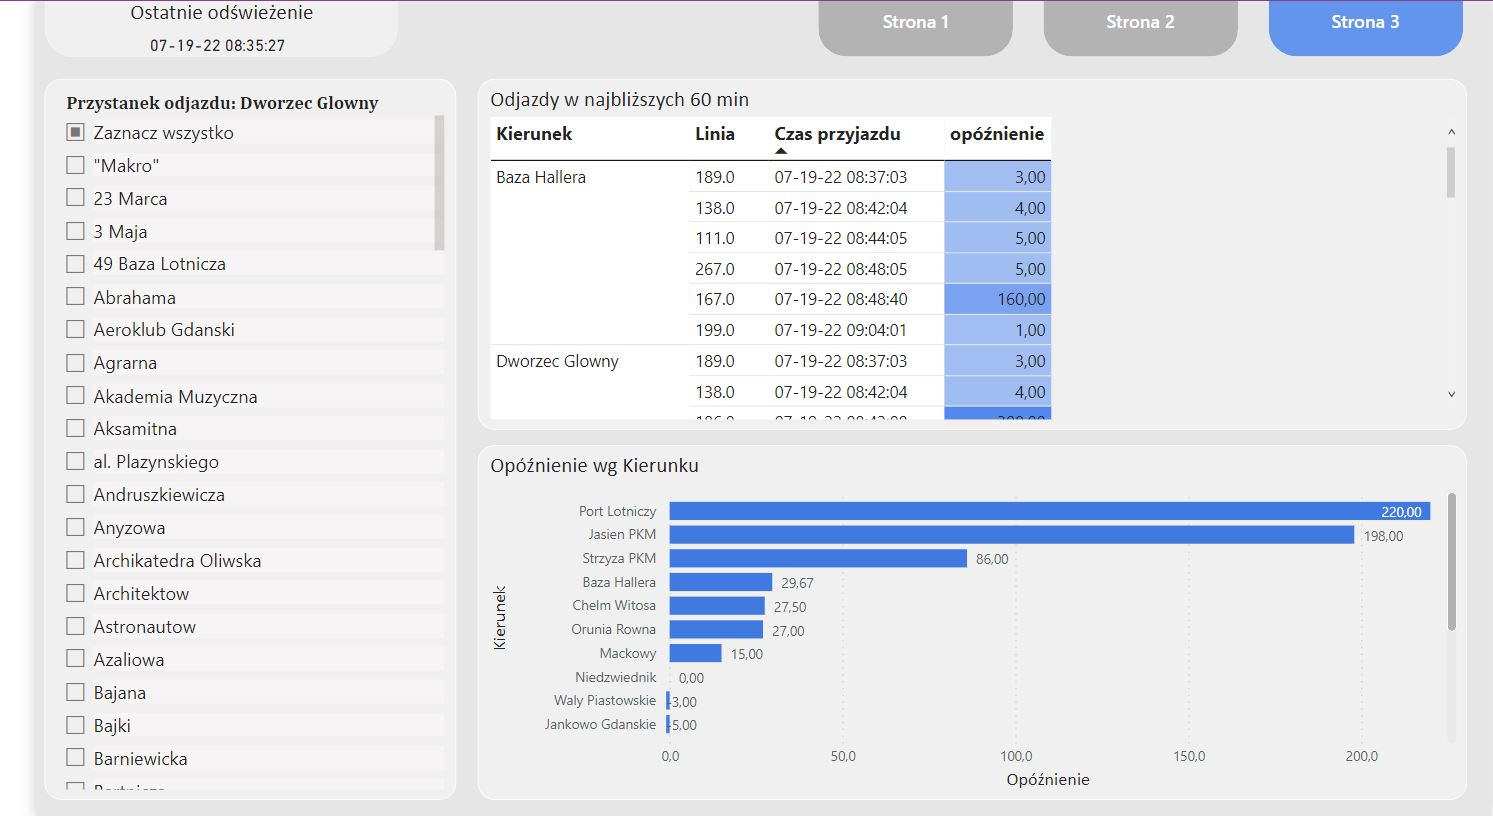 Ostatnie odświeżenie
07-19-22 08:35:27
Strona 1
Strona 2
Strona 3
Przystanek odjazdu: Dworzec Glowny
Zaznacz wszystko
"Makro"
23 Marca
3 Maja
49 Baza Lotnicza
Abrahama
Aeroklub Gdanski
Agrarna
Akademia Muzyczna
Aksamitna
al. Plazynskiego
Andruszkiewicza
Anyzowa
Archikatedra Oliwska
Architektow
Astronautow
Azaliowa
Bajana
Bajki
Barniewicka
Odjazdy w najbliższych 60 min
Kierunek Linia Czas przyjazdu opóźnienie
Baza Hallera 189.0 07-19-22 08:37:03 3,00
138.0 07-19-22 08:42:04 4,00
111.0 07-19-22 08:44:05 5,00
267.0 07-19-22 08:48:05 5,00
167.0 07-19-22 08:48:40 160,00
199.0 07-19-22 09:04:01 1,00
Dworzec Glowny 189.0 07-19-22 08:37:03 3,00
138.0 07-19-22 08:42:04 4,00
Opóźnienie wg Kierunku
Kierunek
Port Lotniczy 220,00
Jasien PKM 198,00
Strzyza PKM 86,00
Baza Hallera 29,67
Chelm Witosa 27,50
Orunia Rowna 27,00
Mackowy 15,00
Niedzwiednik 0,00
Waly Piastowskie -3,00
Jankowo Gdanskie -5,00
0,0 50,0 100,0 150,0 200,0
Opóźnienie